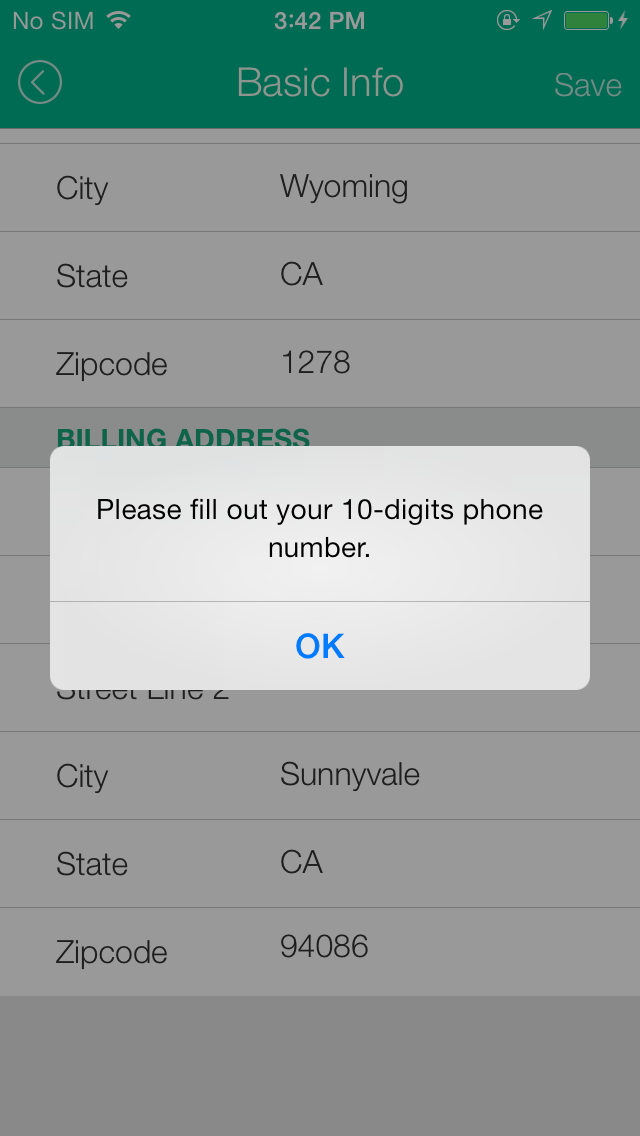 No SIM 3:42 PM
Basic Info Save
City Wyoming
State CA
Zipcode 1278
BILLING ADDRESS
Please fill out your 10-digits phone
number.
OK
Street Line 2
City Sunnyvale
State CA
Zipcode 94086